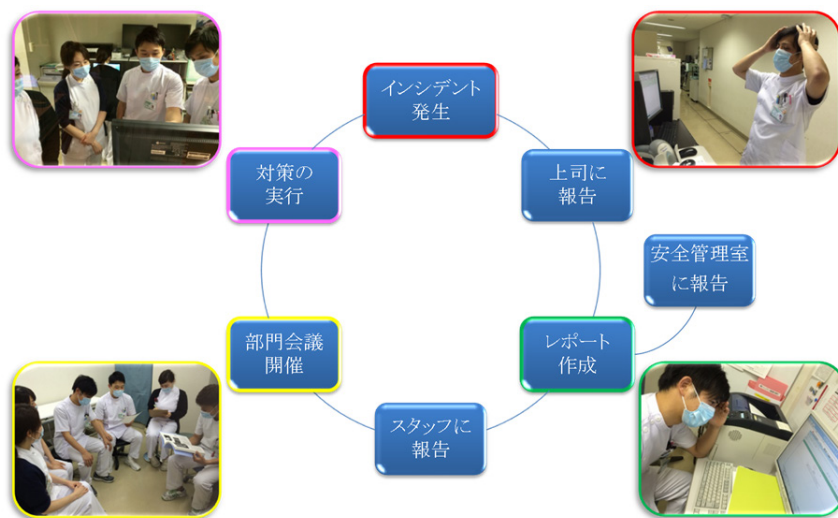 インシデント
発生
上司に
報告
安全管理室
に報告
レポート
作成
スタッフに
報告
部門会議
開催
対策の
実行